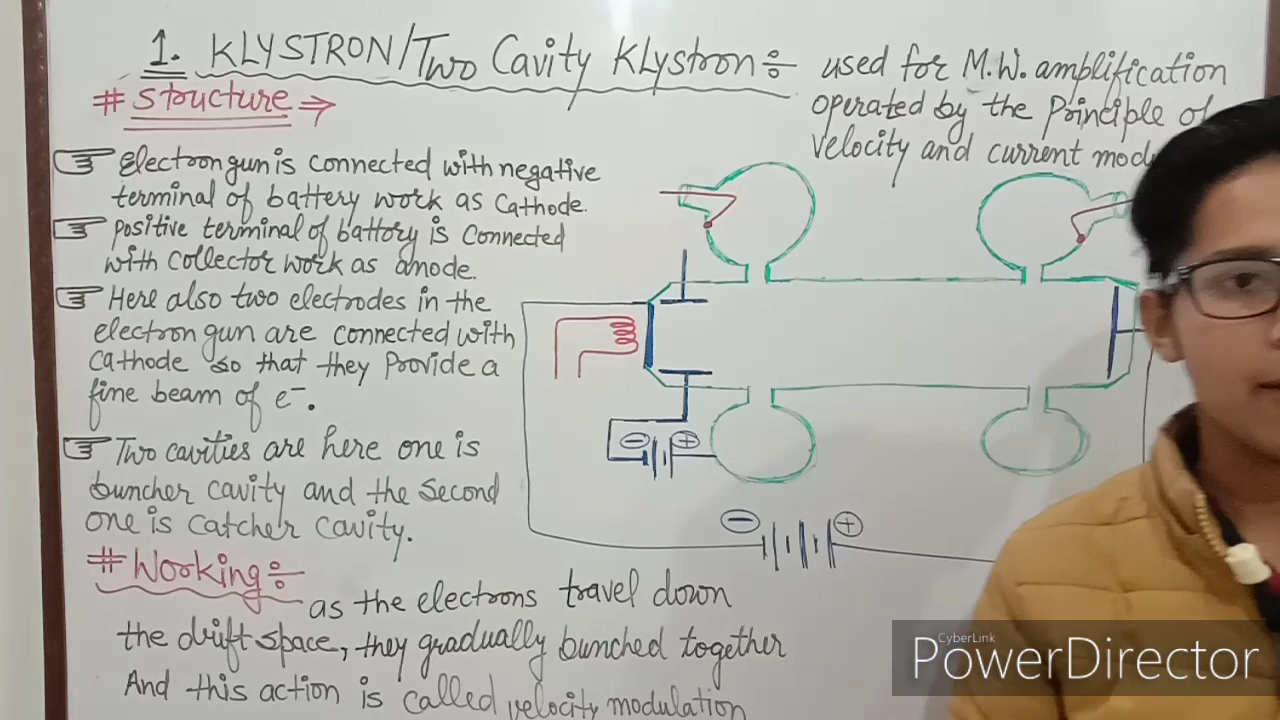 1. KLYSTRON/Two Cavity Klystron÷
used for M.W. amplification
operated by the Principle of
velocity and current
# Structure ⇒
☞ Electron gun is connected with negative
terminal of battery work as Cathode.
☞ positive terminal of battory is Connected
with collector work as anode.
☞ Here also two electrodes in the
electron gun are connected with
Cathode so that they Provide a
fine beam of e⁻.
☞ Two cavities are here one is
buncher cavity and the second
one is catcher cavity.
# Working÷
as the electrons travel down
the drift space, they gradually bunched together
And this action is called velocity modulation
− +
− +
CyberLink
PowerDirector